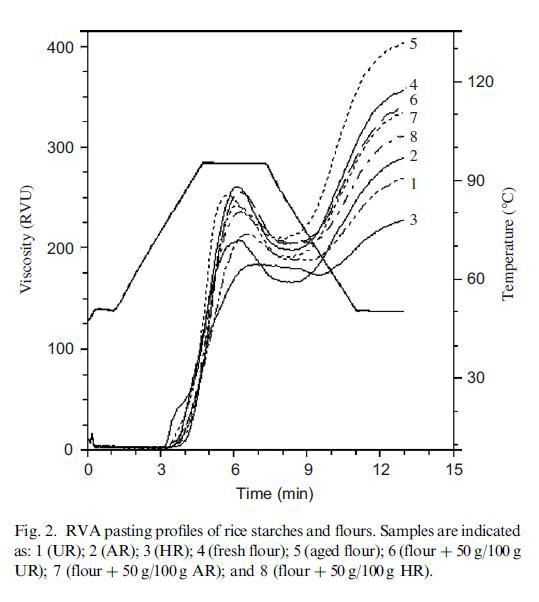 400
300
200
100
0
Viscosity (RVU)
120
90
60
30
Temperature (°C)
5
4
6
7
8
2
1
3
0 3 6 9 12 15
Time (min)
Fig. 2. RVA pasting profiles of rice starches and flours. Samples are indicated
as: 1 (UR); 2 (AR); 3 (HR); 4 (fresh flour); 5 (aged flour); 6 (flour + 50 g/100 g
UR); 7 (flour + 50 g/100 g AR); and 8 (flour + 50 g/100 g HR).